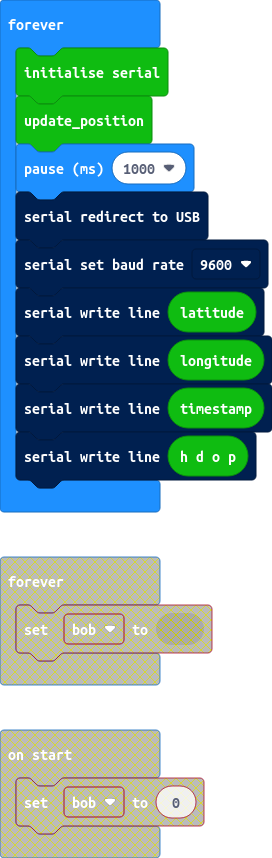 forever
initialise serial
update_position
pause (ms) 1000
serial redirect to USB
serial set baud rate 9600
serial write line latitude
serial write line longitude
serial write line timestamp
serial write line h d o p
forever
set bob to
on start
set bob to 0